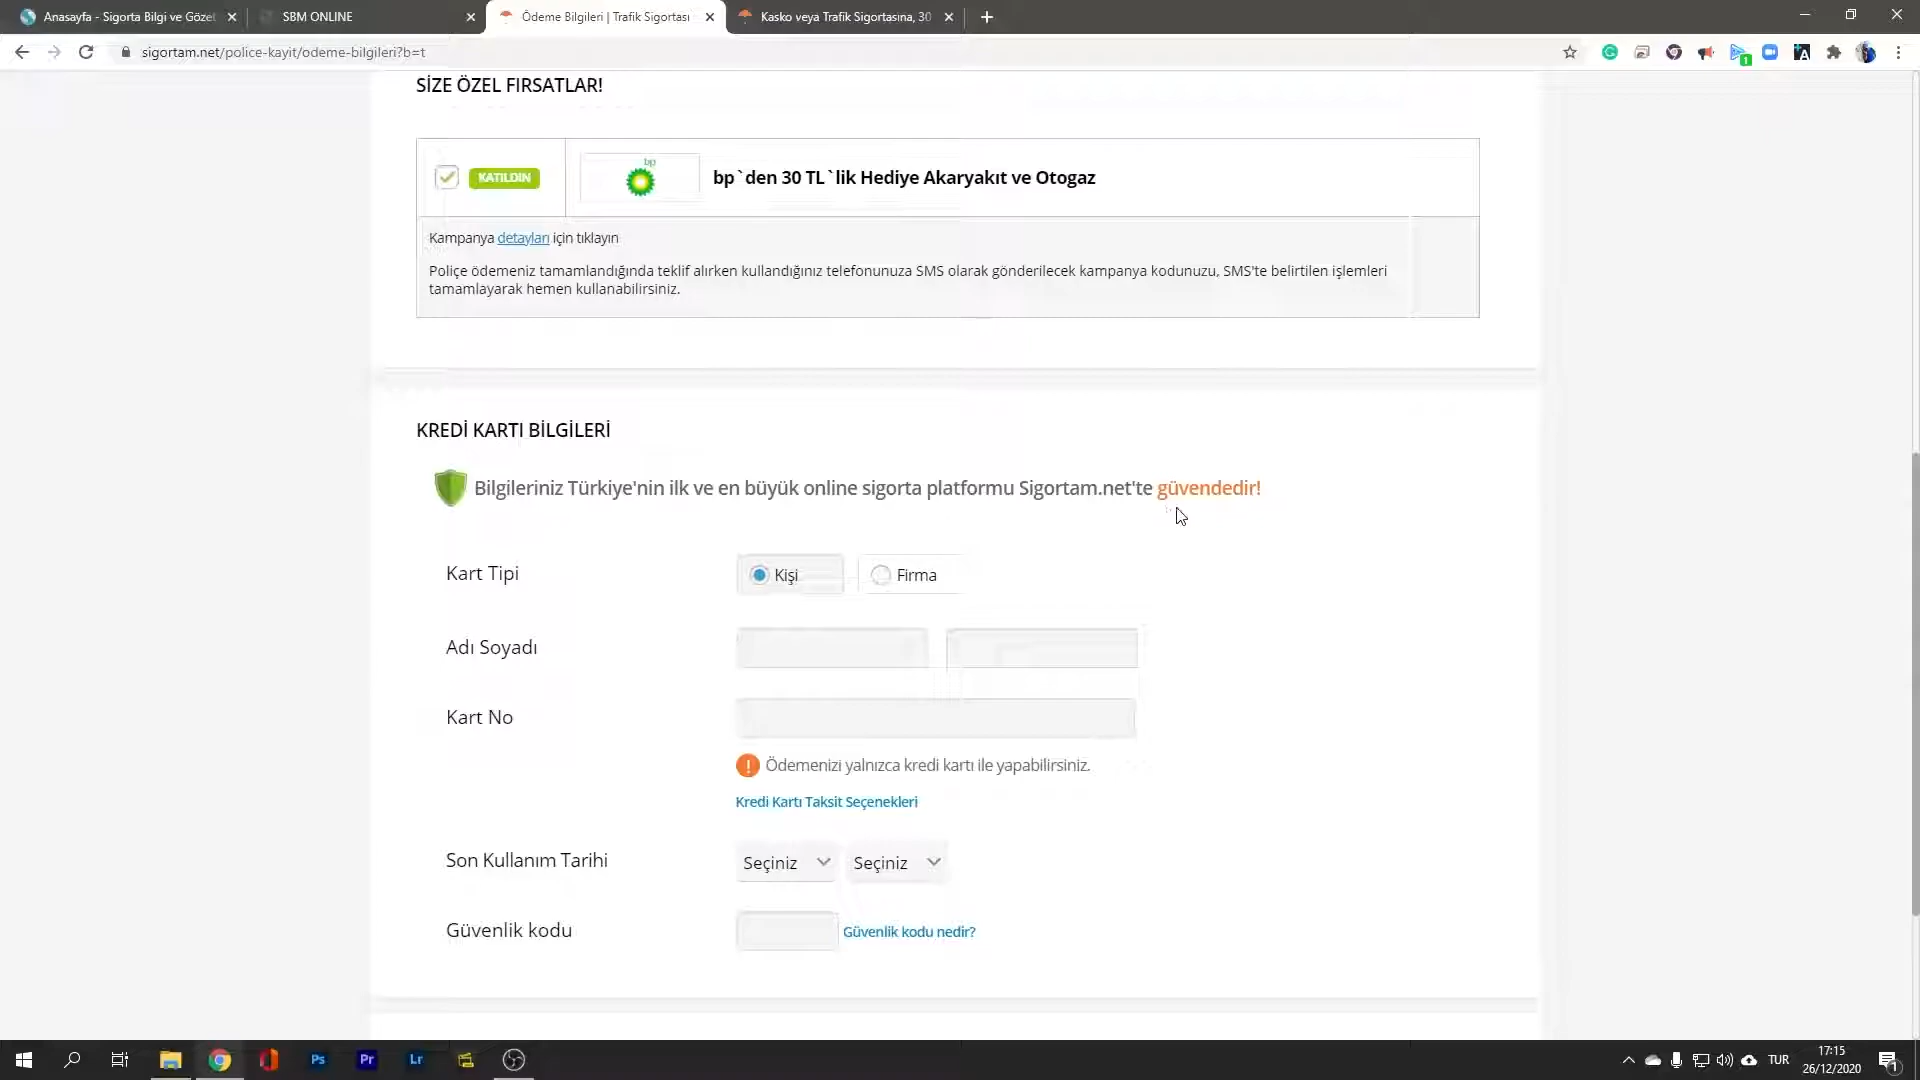 Anasayfa - Sigorta Bilgi ve Gözet
SBM ONLINE
Ödeme Bilgileri | Trafik Sigortası
Kasko veya Trafik Sigortasına, 30
sigortam.net/police-kayit/odeme-bilgileri?b=t
SİZE ÖZEL FIRSATLAR!
KATILDIN
bp
bp`den 30 TL`lik Hediye Akaryakıt ve Otogaz
Kampanya detayları için tıklayın
Poliçe ödemeniz tamamlandığında teklif alırken kullandığınız telefonunuza SMS olarak gönderilecek kampanya kodunuzu, SMS'te belirtilen işlemleri
tamamlayarak hemen kullanabilirsiniz.
KREDİ KARTI BİLGİLERİ
Bilgileriniz Türkiye'nin ilk ve en büyük online sigorta platformu Sigortam.net'te güvendedir!
Kart Tipi
Kişi
Firma
Adı Soyadı
Kart No
Ödemenizi yalnızca kredi kartı ile yapabilirsiniz.
Kredi Kartı Taksit Seçenekleri
Son Kullanım Tarihi
Seçiniz
Seçiniz
Güvenlik kodu
Güvenlik kodu nedir?
Ps
Pr
Lr
TUR
17:15
26/12/2020
1